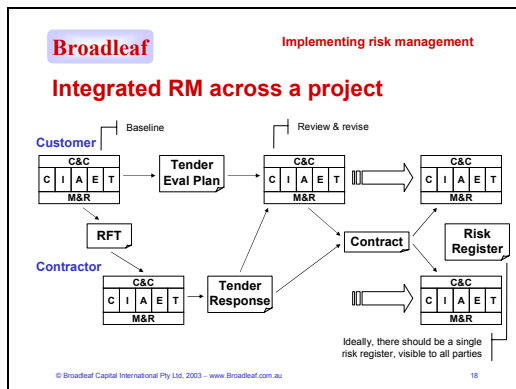 Broadleaf
Implementing risk management
Integrated RM across a project
Baseline
Review & revise
Customer
C&C
C I A E T
M&R
Tender
Eval Plan
C&C
C I A E T
M&R
C&C
C I A E T
M&R
RFT
Contract
Risk
Register
Contractor
C&C
C I A E T
M&R
Tender
Response
C&C
C I A E T
M&R
Ideally, there should be a single
risk register, visible to all parties
© Broadleaf Capital International Pty Ltd, 2003 – www.Broadleaf.com.au
18